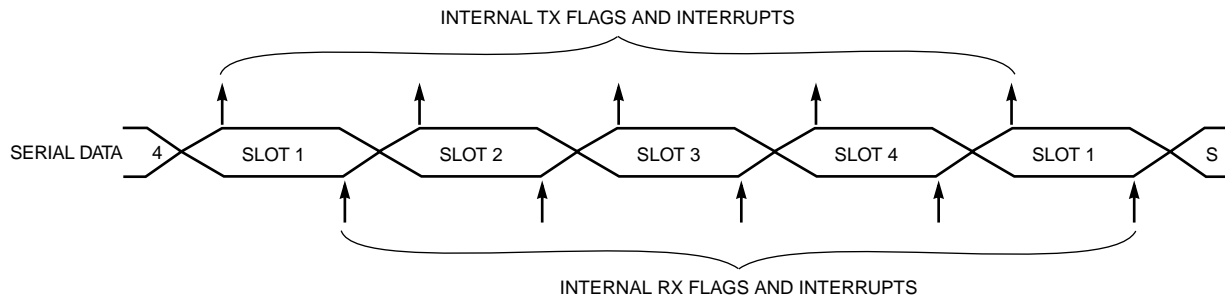 INTERNAL TX FLAGS AND INTERRUPTS
SERIAL DATA 4 SLOT 1 SLOT 2 SLOT 3 SLOT 4 SLOT 1 S
INTERNAL RX FLAGS AND INTERRUPTS